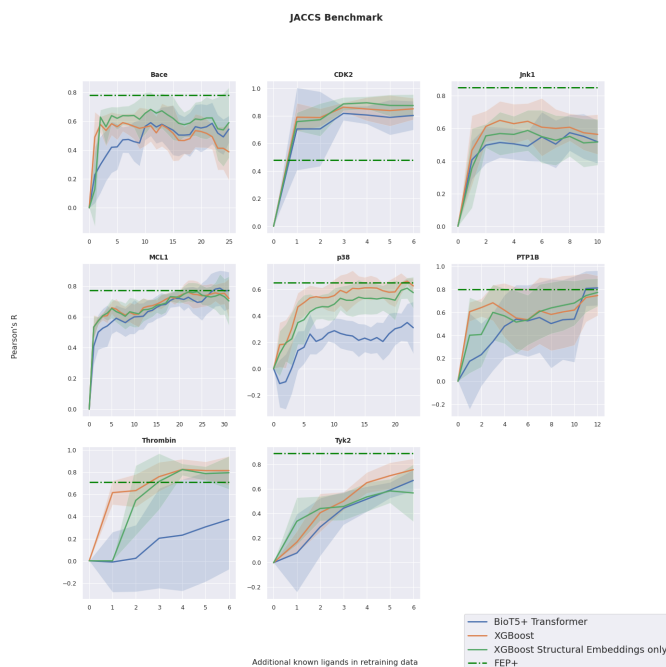 JACCS Benchmark
Bace
CDK2
Jnk1
0.8
0.6
0.4
0.2
0.0
0 5 10 15 20 25
1.0
0.8
0.6
0.4
0.2
0.0
0 1 2 3 4 5 6
0.8
0.6
0.4
0.2
0.0
0 2 4 6 8 10
MCL1
p38
PTP1B
Pearson's R
0.8
0.6
0.4
0.2
0.0
0 5 10 15 20 25 30
0.6
0.4
0.2
0.0
−0.2
0 5 10 15 20
1.0
0.8
0.6
0.4
0.2
0.0
−0.2
0 2 4 6 8 10 12
Thrombin
Tyk2
1.0
0.8
0.6
0.4
0.2
0.0
−0.2
0 1 2 3 4 5 6
0.8
0.6
0.4
0.2
0.0
−0.2
0 1 2 3 4 5 6
BioT5+ Transformer
XGBoost
XGBoost Structural Embeddings only
FEP+
Additional known ligands in retraining data